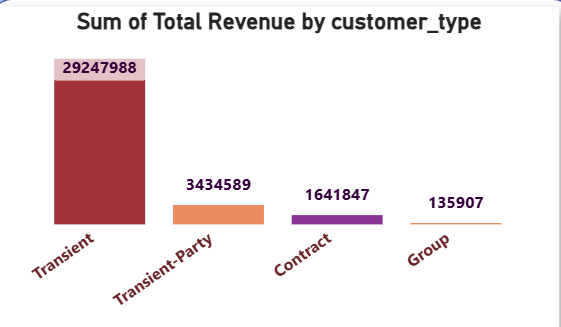 Sum of Total Revenue by customer_type
29247988
3434589
1641847
135907
Transient
Transient-Party
Contract
Group